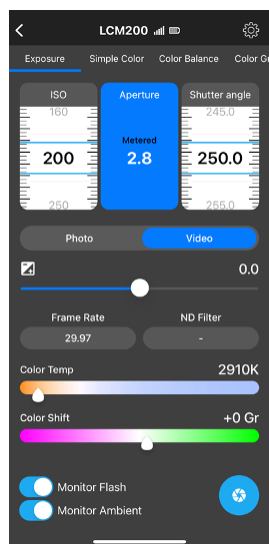 LCM200
Exposure Simple Color Color Balance Color Gr
ISO Aperture Shutter angle
160 245.0
Metered
200 2.8 250.0
250 255.0
Photo Video
0.0
Frame Rate ND Filter
29.97 -
Color Temp 2910K
Color Shift +0 Gr
Monitor Flash
Monitor Ambient